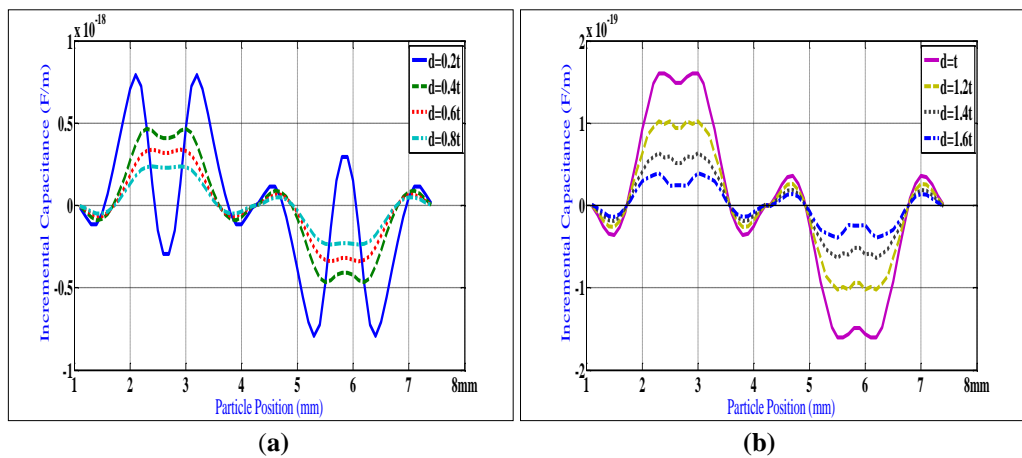 x 10^-18
1
0.5
0
-0.5
-1
Incremental Capacitance (F/m)
d=0.2t
d=0.4t
d=0.6t
d=0.8t
1 2 3 4 5 6 7 8mm
Particle Position (mm)
(a)
x 10^-19
2
1
0
-1
-2
Incremental Capacitance (F/m)
d=t
d=1.2t
d=1.4t
d=1.6t
1 2 3 4 5 6 7 8mm
Particle Position (mm)
(b)